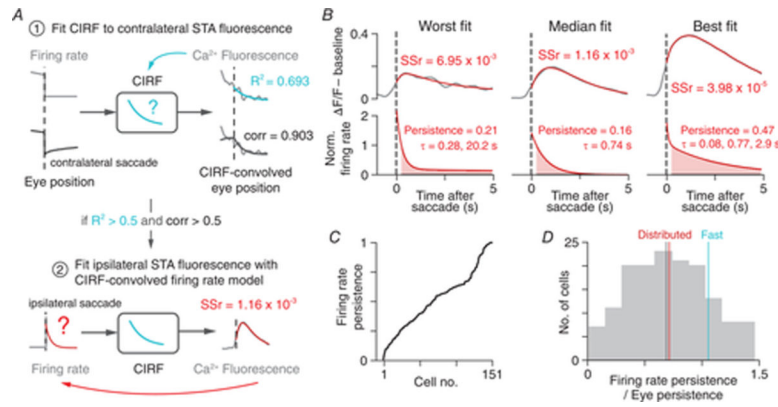 A
① Fit CIRF to contralateral STA fluorescence
Firing rate
Ca²⁺ Fluorescence
CIRF
?
R² = 0.693
corr = 0.903
contralateral saccade
Eye position
CIRF-convolved
eye position
if R² > 0.5 and corr > 0.5
② Fit ipsilateral STA fluorescence with
CIRF-convolved firing rate model
ipsilateral saccade
?
SSr = 1.16 x 10⁻³
Firing rate
CIRF
Ca²⁺ Fluorescence
B
Worst fit
Median fit
Best fit
ΔF/F – baseline
0.4
0
SSr = 6.95 x 10⁻³
SSr = 1.16 x 10⁻³
SSr = 3.98 x 10⁻⁵
Norm.
firing rate
2
1
0
Persistence = 0.21
τ = 0.28, 20.2 s
Persistence = 0.16
τ = 0.74 s
Persistence = 0.47
τ = 0.08, 0.77, 2.9 s
0 5
0 5
0 5
Time after
saccade (s)
Time after
saccade (s)
Time after
saccade (s)
C
Firing rate
persistence
1
0
1 151
Cell no.
D
Distributed
Fast
No. of cells
25
0
0 1.5
Firing rate persistence
/ Eye persistence